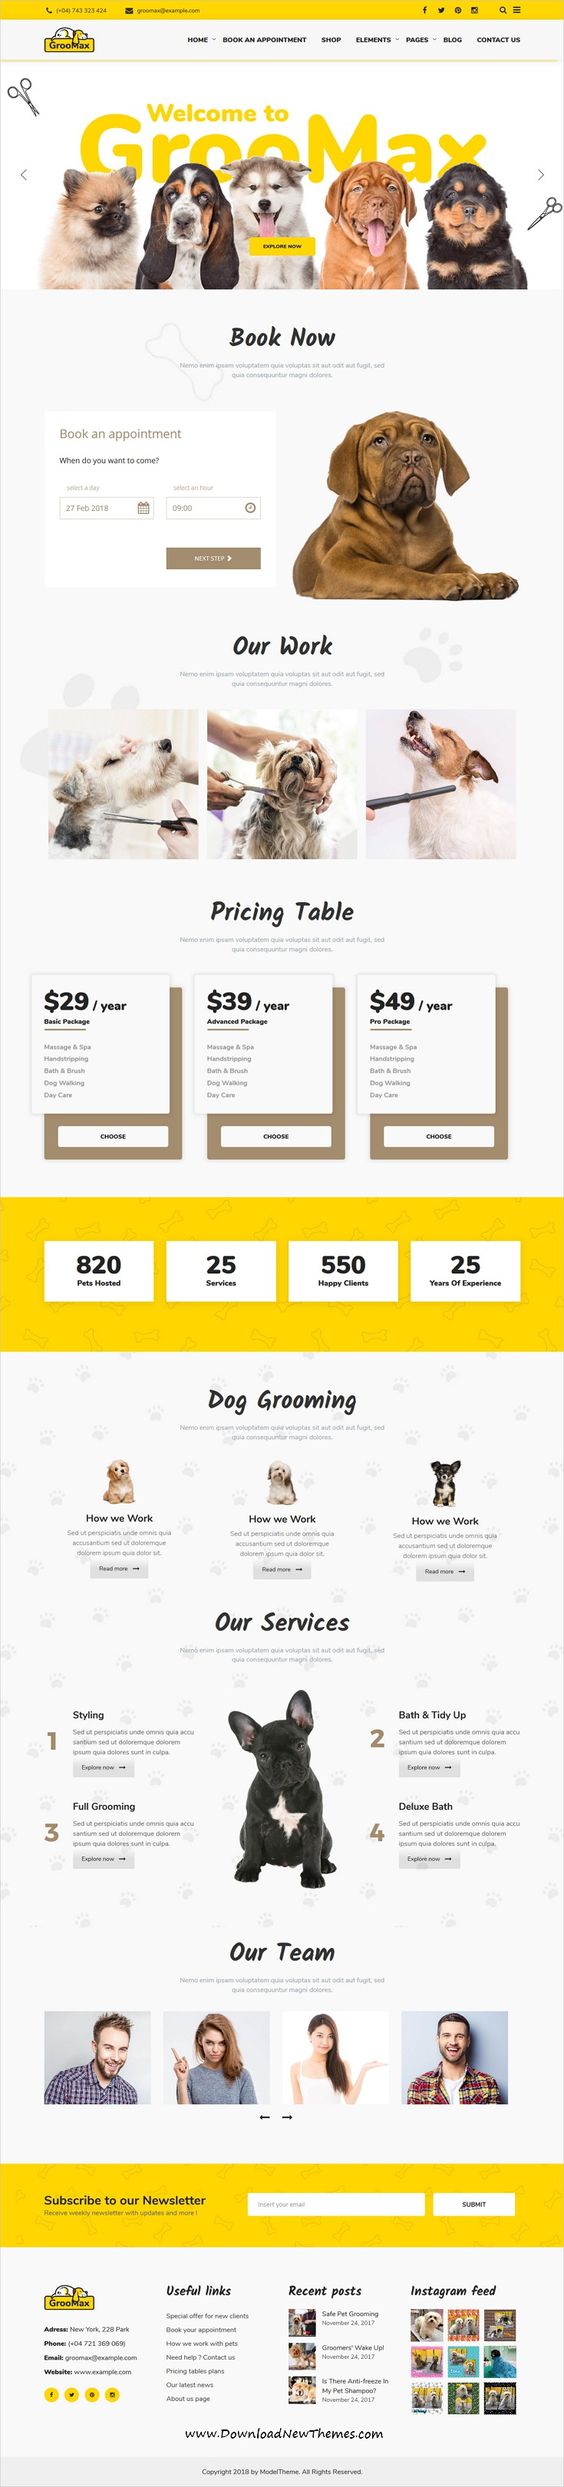 (+04) 743 323 424 groomax@example.com
GrooMax
HOME BOOK AN APPOINTMENT SHOP ELEMENTS PAGES BLOG CONTACT US
Welcome to
GrooMax
EXPLORE NOW
Book Now
Nemo enim ipsam voluptatem quia voluptas sit aut odit aut fugit, sed
quia consequuntur magni dolores.
Book an appointment
When do you want to come?
select a day select an hour
27 Feb 2018 09:00
NEXT STEP
Our Work
Nemo enim ipsam voluptatem quia voluptas sit aut odit aut fugit, sed
quia consequuntur magni dolores.
Pricing Table
Nemo enim ipsam voluptatem quia voluptas sit aut odit aut fugit, sed
quia consequuntur magni dolores.
$29 / year
Basic Package
Massage & Spa
Handstripping
Bath & Brush
Dog Walking
Day Care
CHOOSE
$39 / year
Advanced Package
Massage & Spa
Handstripping
Bath & Brush
Dog Walking
Day Care
CHOOSE
$49 / year
Pro Package
Massage & Spa
Handstripping
Bath & Brush
Dog Walking
Day Care
CHOOSE
820
Pets Hosted
25
Services
550
Happy Clients
25
Years Of Experience
Dog Grooming
Nemo enim ipsam voluptatem quia voluptas sit aut odit aut fugit, sed
quia consequuntur magni dolores.
How we Work
Sed ut perspiciatis unde omnis quia
accusantium sed ut doloremque
dolorem ipsum quia dolor sit.
Read more
How we Work
Sed ut perspiciatis unde omnis quia
accusantium sed ut doloremque
dolorem ipsum quia dolor sit.
Read more
How we Work
Sed ut perspiciatis unde omnis quia
accusantium sed ut doloremque
dolorem ipsum quia dolor sit.
Read more
Our Services
Nemo enim ipsam voluptatem quia voluptas sit aut odit aut fugit, sed
quia consequuntur magni dolores.
1
Styling
Sed ut perspiciatis unde omnis quia accu
santium sed ut doloremque dolorem
ipsum quia dolores sunt in culpa.
Explore now
2
Bath & Tidy Up
Sed ut perspiciatis unde omnis quia accu
santium sed ut doloremque dolorem
ipsum quia dolores sunt in culpa.
Explore now
3
Full Grooming
Sed ut perspiciatis unde omnis quia accu
santium sed ut doloremque dolorem
ipsum quia dolores sunt in culpa.
Explore now
4
Deluxe Bath
Sed ut perspiciatis unde omnis quia accu
santium sed ut doloremque dolorem
ipsum quia dolores sunt in culpa.
Explore now
Our Team
Nemo enim ipsam voluptatem quia voluptas sit aut odit aut fugit, sed
quia consequuntur magni dolores.
Subscribe to our Newsletter
Receive weekly newsletter with updates and more !
Insert your email
SUBMIT
GrooMax
Adress: New York, 228 Park
Phone: (+04 721 369 069)
Email: groomax@example.com
Website: www.example.com
Useful links
Special offer for new clients
Book your appointment
How we work with pets
Need help ? Contact us
Pricing tables plans
Our latest news
About us page
Recent posts
Safe Pet Grooming
November 24, 2017
Groomers' Wake Up!
November 24, 2017
Is There Anti-freeze In
My Pet Shampoo?
November 24, 2017
Instagram feed
www.DownloadNewThemes.com
Copyright 2018 by ModelTheme. All Rights Reserved.